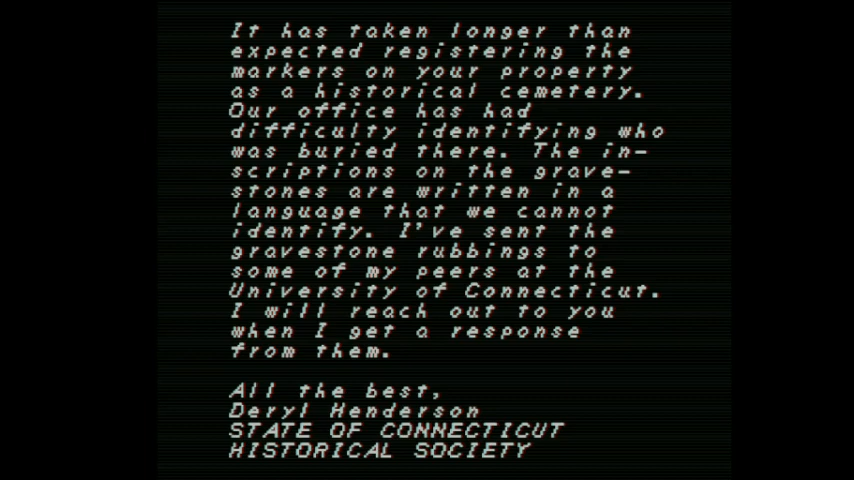 It has taken longer than
expected registering the
markers on your property
as a historical cemetery.
Our office has had
difficulty identifying who
was buried there. The in-
scriptions on the grave-
stones are written in a
language that we cannot
identify. I've sent the
gravestone rubbings to
some of my peers at the
University of Connecticut.
I will reach out to you
when I get a response
from them.
All the best,
Deryl Henderson
STATE OF CONNECTICUT
HISTORICAL SOCIETY